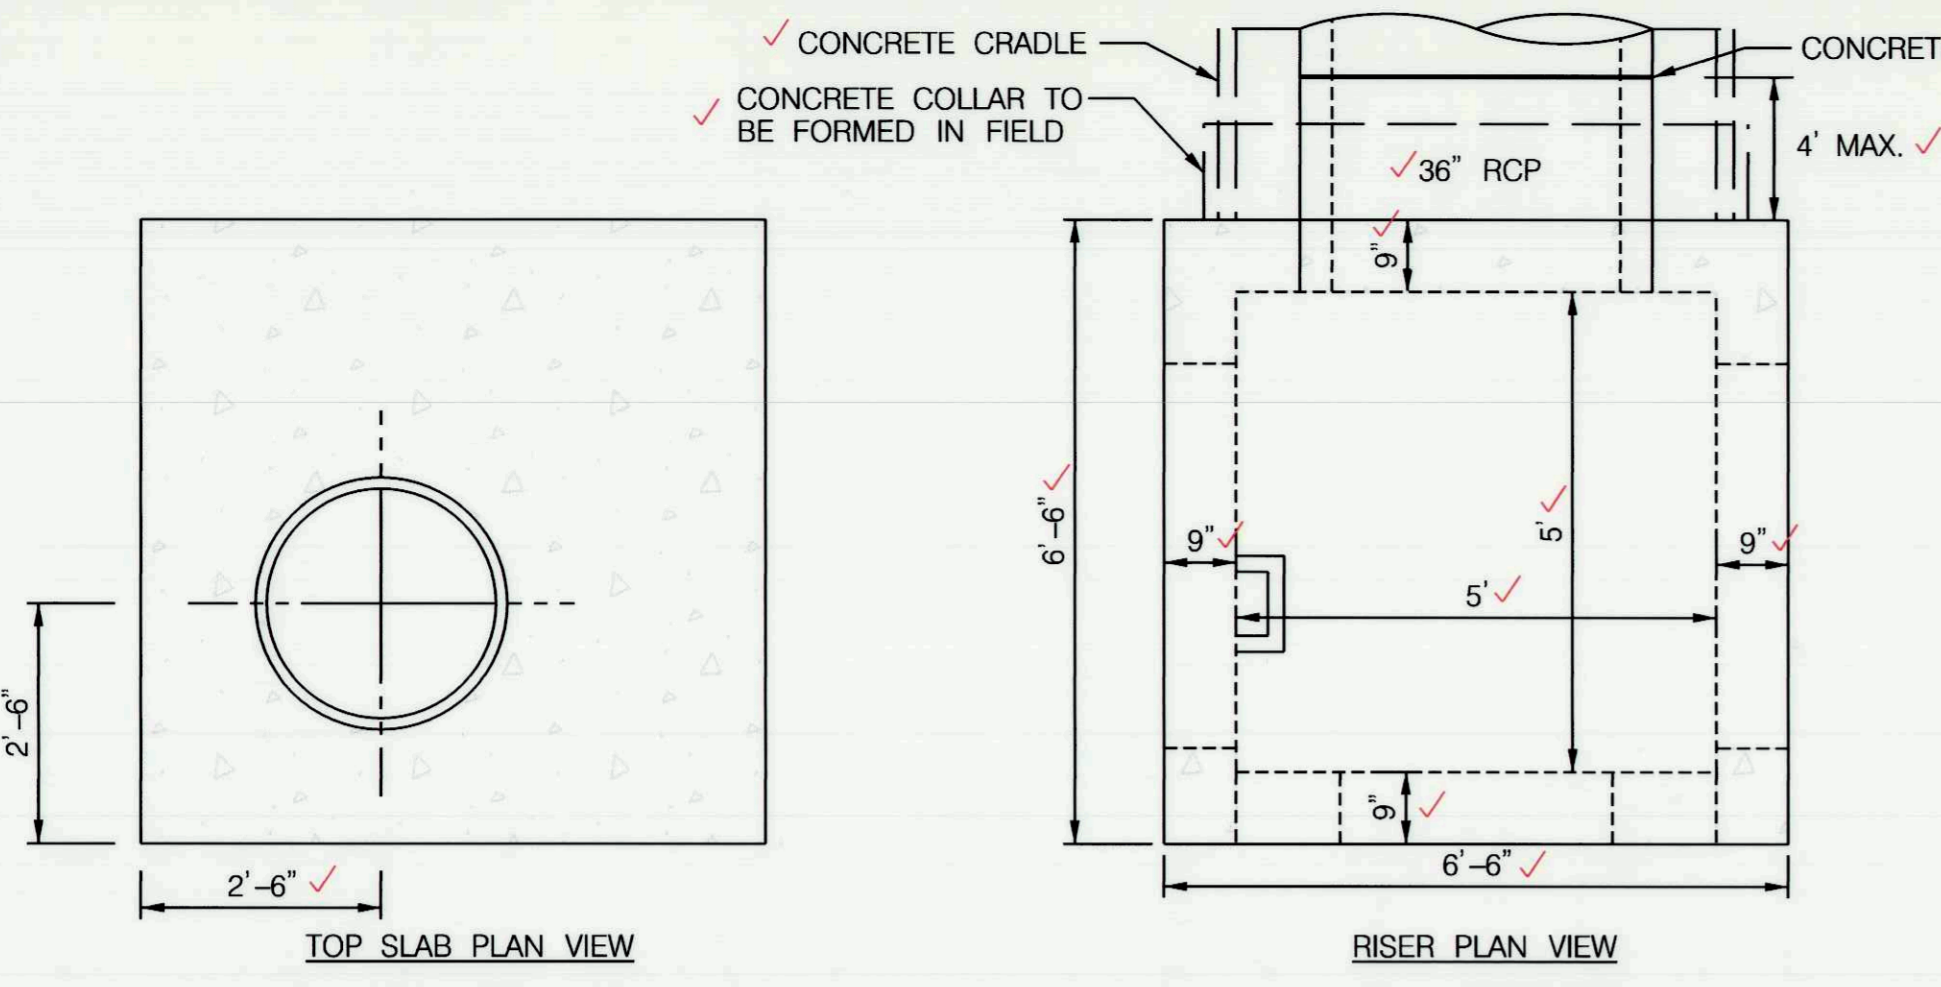 CONCRETE CRADLE
CONCRETE COLLAR TO
BE FORMED IN FIELD
CONCRET
4' MAX.
36" RCP
9"
6'-6"
9"
5'
5'
9"
9"
6'-6"
2'-6"
2'-6"
TOP SLAB PLAN VIEW
RISER PLAN VIEW